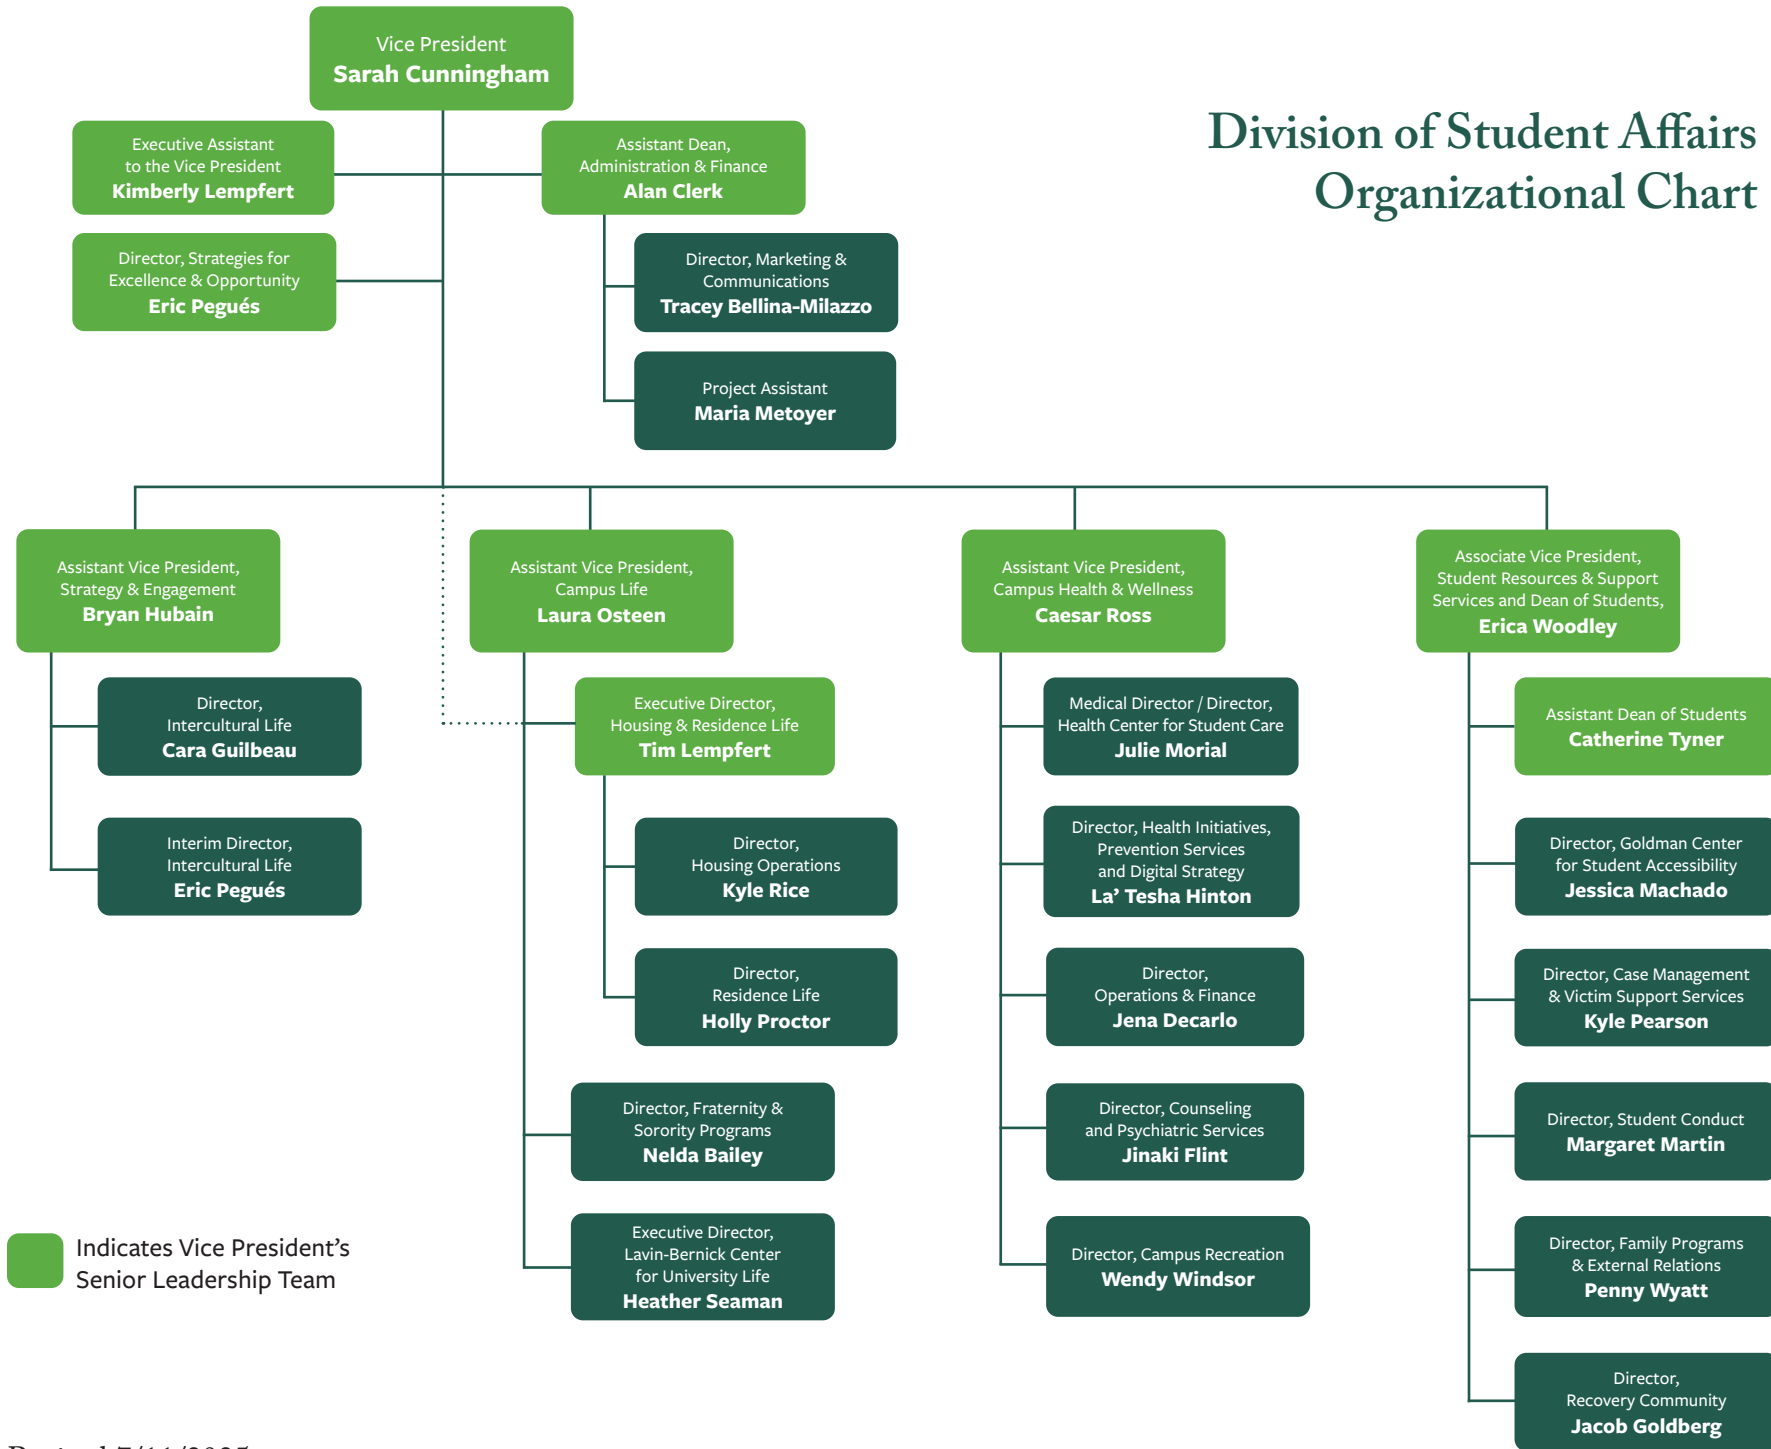 Vice President
Sarah Cunningham
Division of Student Affairs
Organizational Chart
Executive Assistant
to the Vice President
Kimberly Lempfert
Assistant Dean,
Administration & Finance
Alan Clerk
Director, Strategies for
Excellence & Opportunity
Eric Pegués
Director, Marketing &
Communications
Tracey Bellina-Milazzo
Project Assistant
Maria Metoyer
Assistant Vice President,
Strategy & Engagement
Bryan Hubain
Director,
Intercultural Life
Cara Guilbeau
Interim Director,
Intercultural Life
Eric Pegués
Assistant Vice President,
Campus Life
Laura Osteen
Executive Director,
Housing & Residence Life
Tim Lempfert
Director,
Housing Operations
Kyle Rice
Director,
Residence Life
Holly Proctor
Director, Fraternity &
Sorority Programs
Nelda Bailey
Executive Director,
Lavin-Bernick Center
for University Life
Heather Seaman
Assistant Vice President,
Campus Health & Wellness
Caesar Ross
Medical Director / Director,
Health Center for Student Care
Julie Morial
Director, Health Initiatives,
Prevention Services
and Digital Strategy
La’ Tesha Hinton
Director,
Operations & Finance
Jena Decarlo
Director, Counseling
and Psychiatric Services
Jinaki Flint
Director, Campus Recreation
Wendy Windsor
Associate Vice President,
Student Resources & Support
Services and Dean of Students,
Erica Woodley
Assistant Dean of Students
Catherine Tyner
Director, Goldman Center
for Student Accessibility
Jessica Machado
Director, Case Management
& Victim Support Services
Kyle Pearson
Director, Student Conduct
Margaret Martin
Director, Family Programs
& External Relations
Penny Wyatt
Director,
Recovery Community
Jacob Goldberg
Indicates Vice President’s
Senior Leadership Team